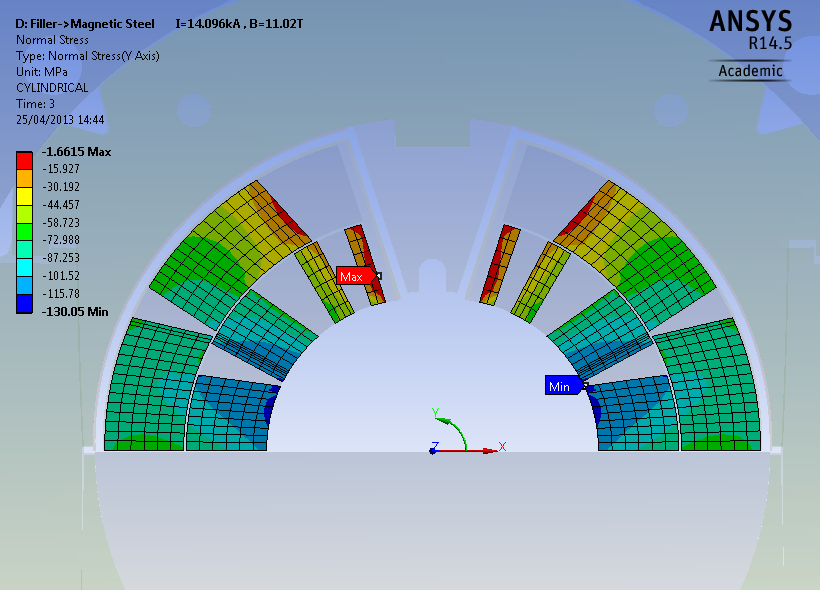 D: Filler->Magnetic Steel I=14.096kA , B=11.02T
Normal Stress
Type: Normal Stress(Y Axis)
Unit: MPa
CYLINDRICAL
Time: 3
25/04/2013 14:44
ANSYS
R14.5
Academic
-1.6615 Max
-15.927
-30.192
-44.457
-58.723
-72.988
-87.253
-101.52
-115.78
-130.05 Min
Max
Min
Y
Z
X